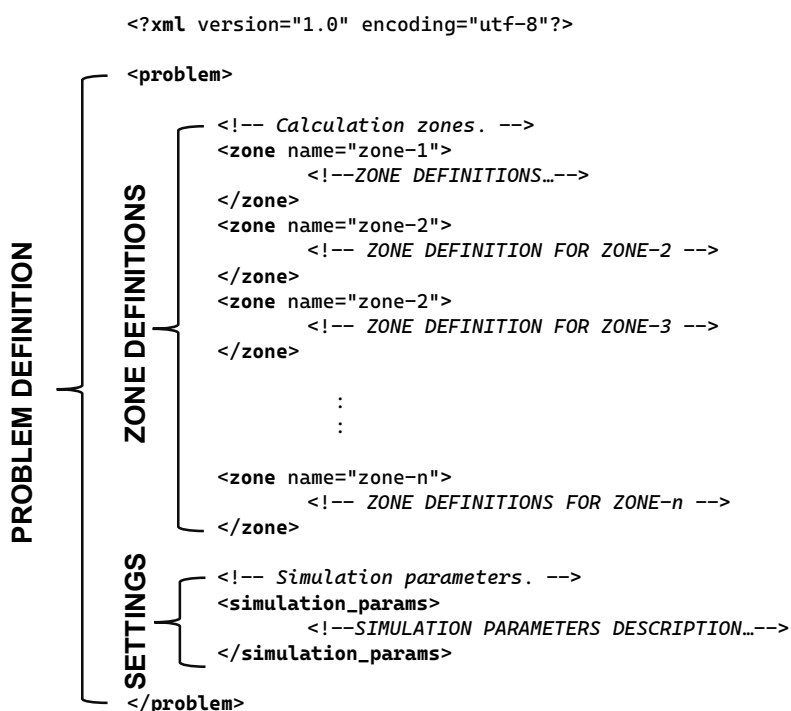 <?xml version="1.0" encoding="utf-8"?>
<problem>
<!-- Calculation zones. -->
<zone name="zone-1">
<!--ZONE DEFINITIONS…-->
</zone>
<zone name="zone-2">
<!-- ZONE DEFINITION FOR ZONE-2 -->
</zone>
<zone name="zone-2">
<!-- ZONE DEFINITION FOR ZONE-3 -->
</zone>
:
:
<zone name="zone-n">
<!-- ZONE DEFINITIONS FOR ZONE-n -->
</zone>
<!-- Simulation parameters. -->
<simulation_params>
<!--SIMULATION PARAMETERS DESCRIPTION…-->
</simulation_params>
</problem>
PROBLEM DEFINITION
ZONE DEFINITIONS
SETTINGS